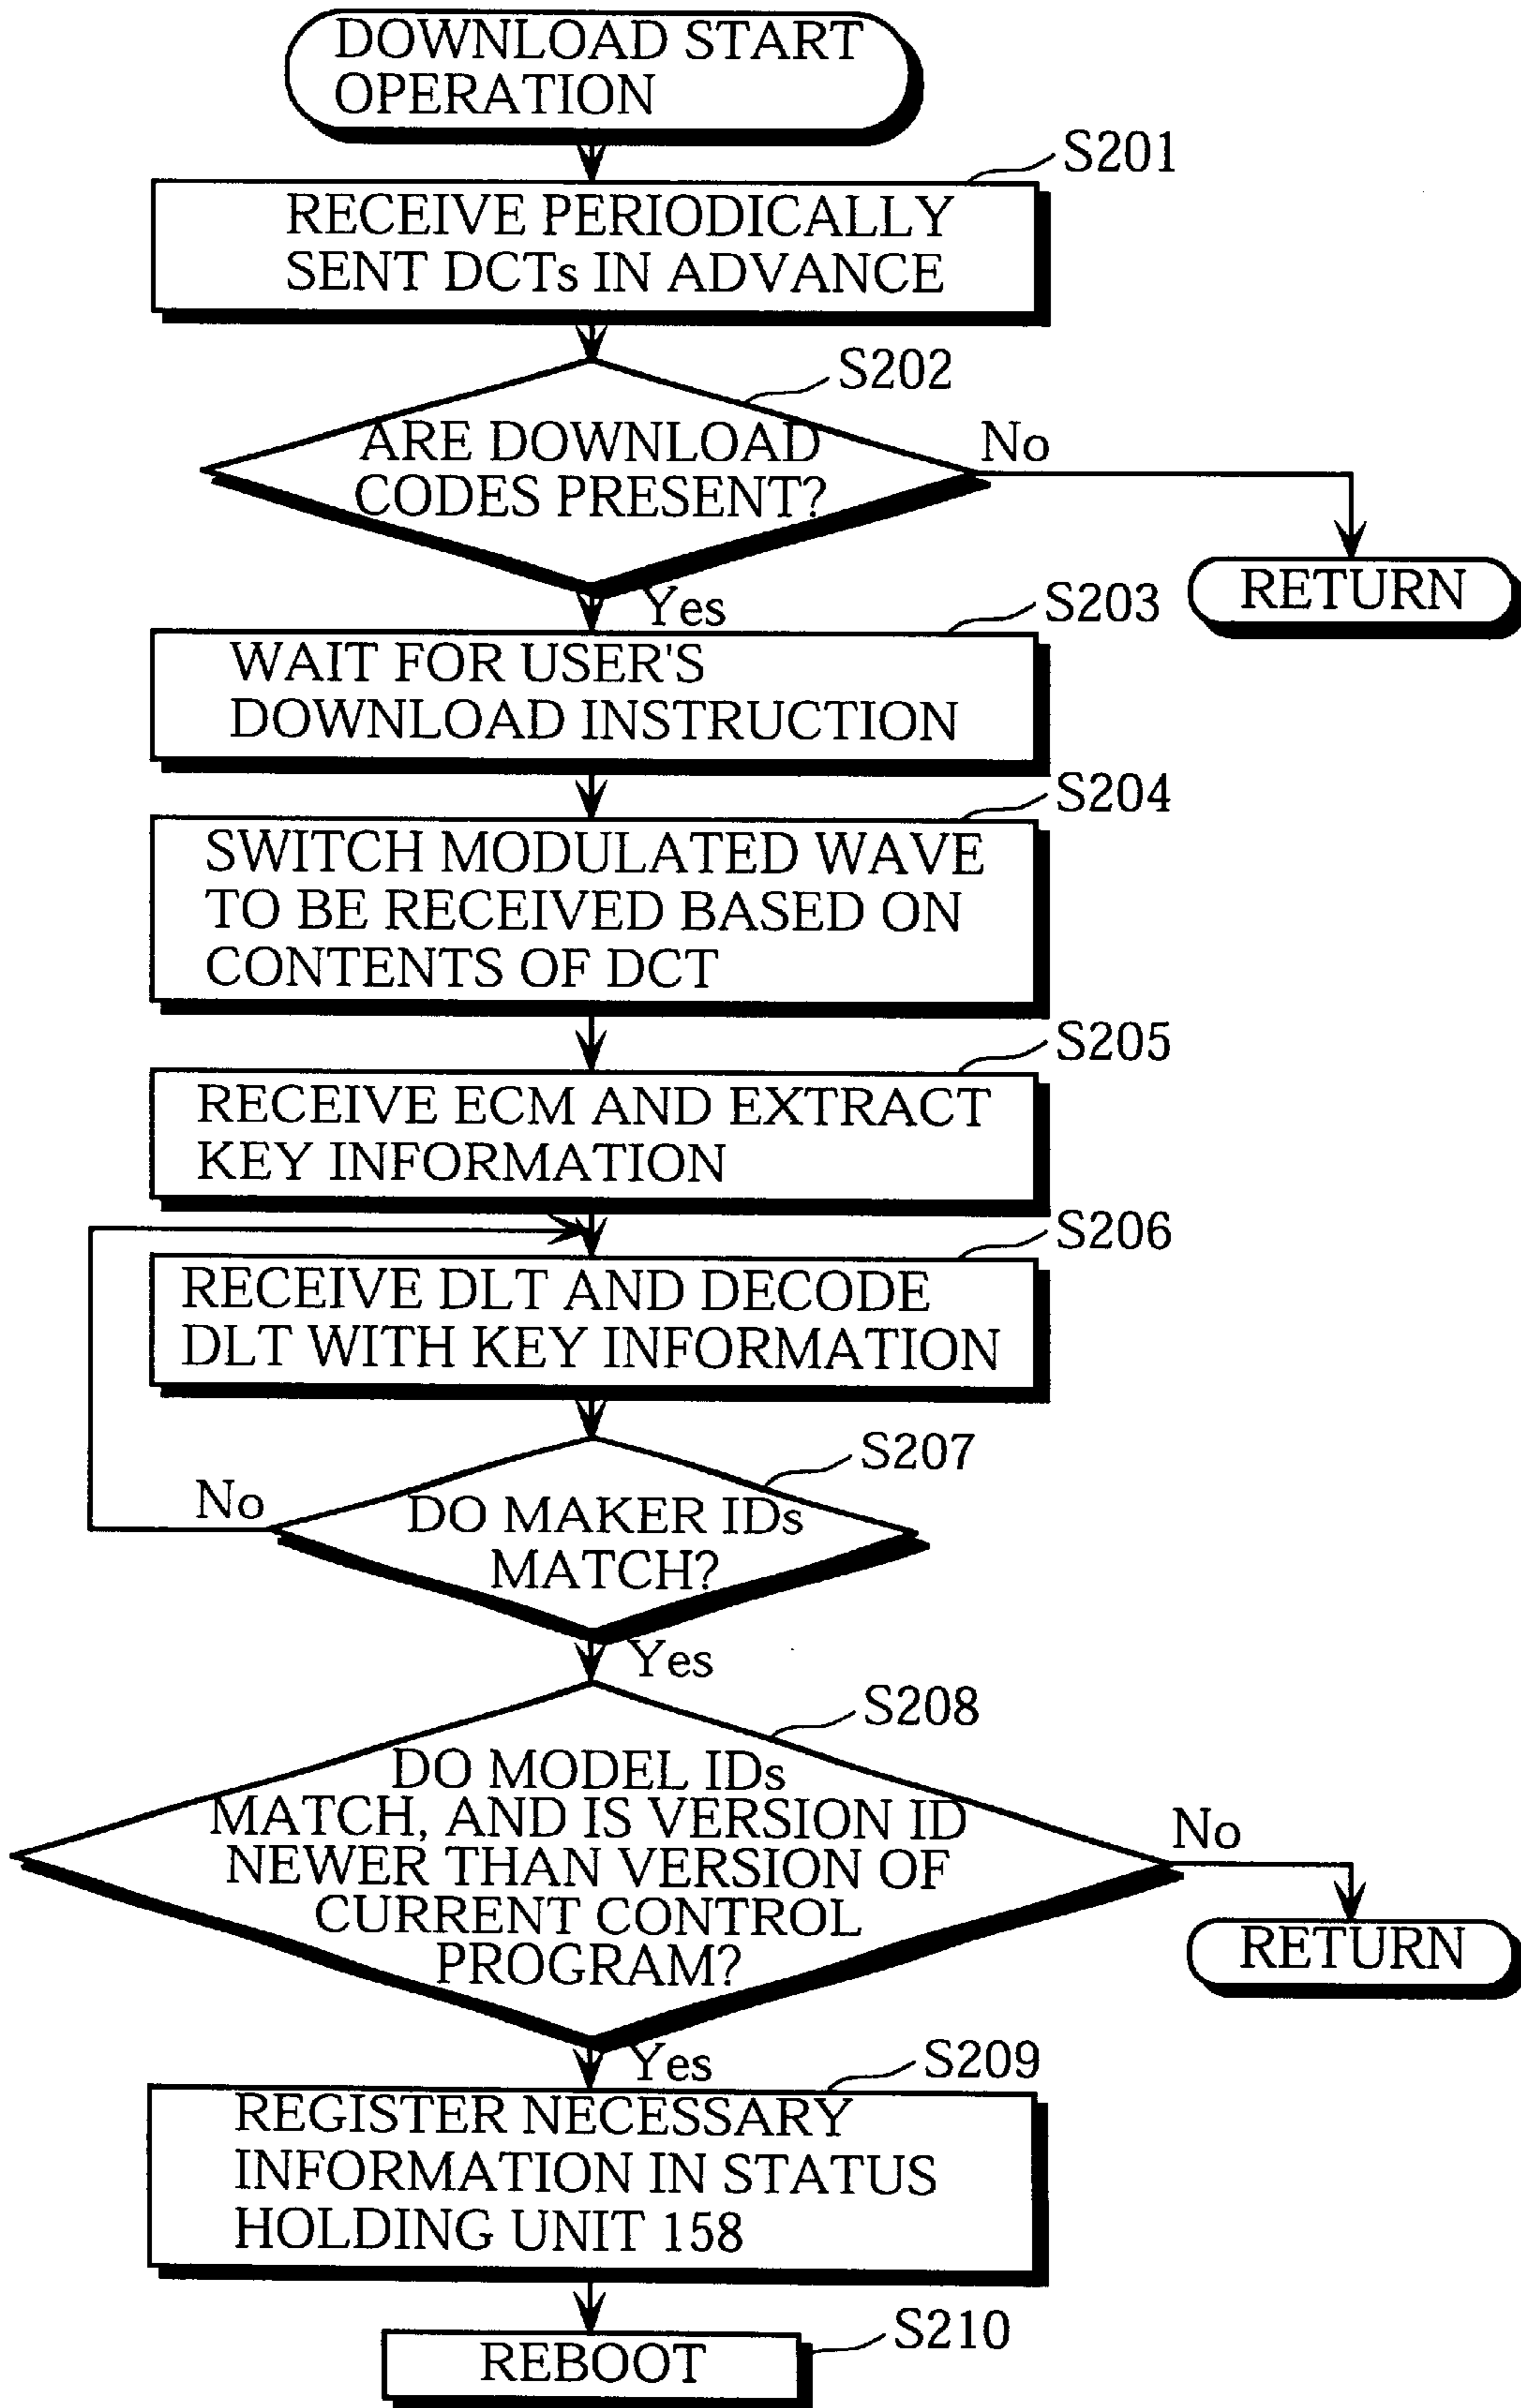 DOWNLOAD START
OPERATION
S201
RECEIVE PERIODICALLY
SENT DCTs IN ADVANCE
S202
ARE DOWNLOAD
CODES PRESENT?
No
RETURN
Yes
S203
WAIT FOR USER'S
DOWNLOAD INSTRUCTION
S204
SWITCH MODULATED WAVE
TO BE RECEIVED BASED ON
CONTENTS OF DCT
S205
RECEIVE ECM AND EXTRACT
KEY INFORMATION
S206
RECEIVE DLT AND DECODE
DLT WITH KEY INFORMATION
S207
No
DO MAKER IDs
MATCH?
Yes
S208
DO MODEL IDs
MATCH, AND IS VERSION ID
NEWER THAN VERSION OF
CURRENT CONTROL
PROGRAM?
No
RETURN
Yes
S209
REGISTER NECESSARY
INFORMATION IN STATUS
HOLDING UNIT 158
S210
REBOOT